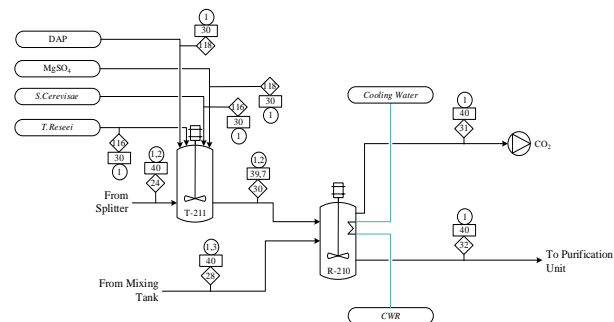 1
30
118
DAP
MgSO4
S.Cerevisae
T.Reseei
118
30
1
116
30
1
116
30
1
Cooling Water
1
40
31
CO2
1,2
40
24
From
Splitter
T-211
1,2
39,7
30
1
40
32
R-210
To Purification
Unit
1,3
40
28
From Mixing
Tank
CWR